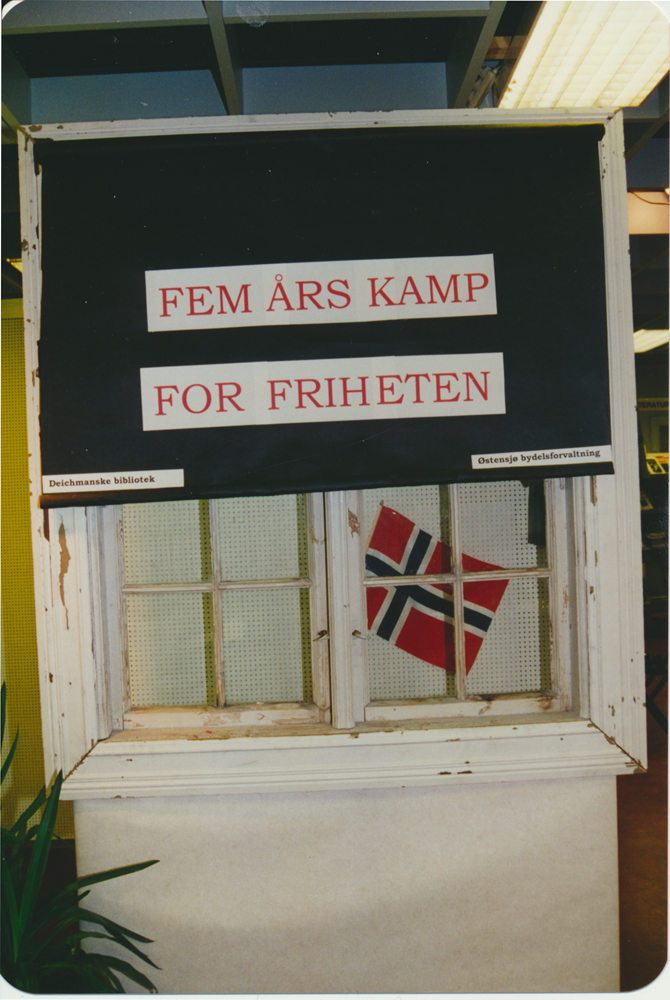 FEM ÅRS KAMP
FOR FRIHETEN
Deichmanske bibliotek
Østensjø bydelsforvaltning